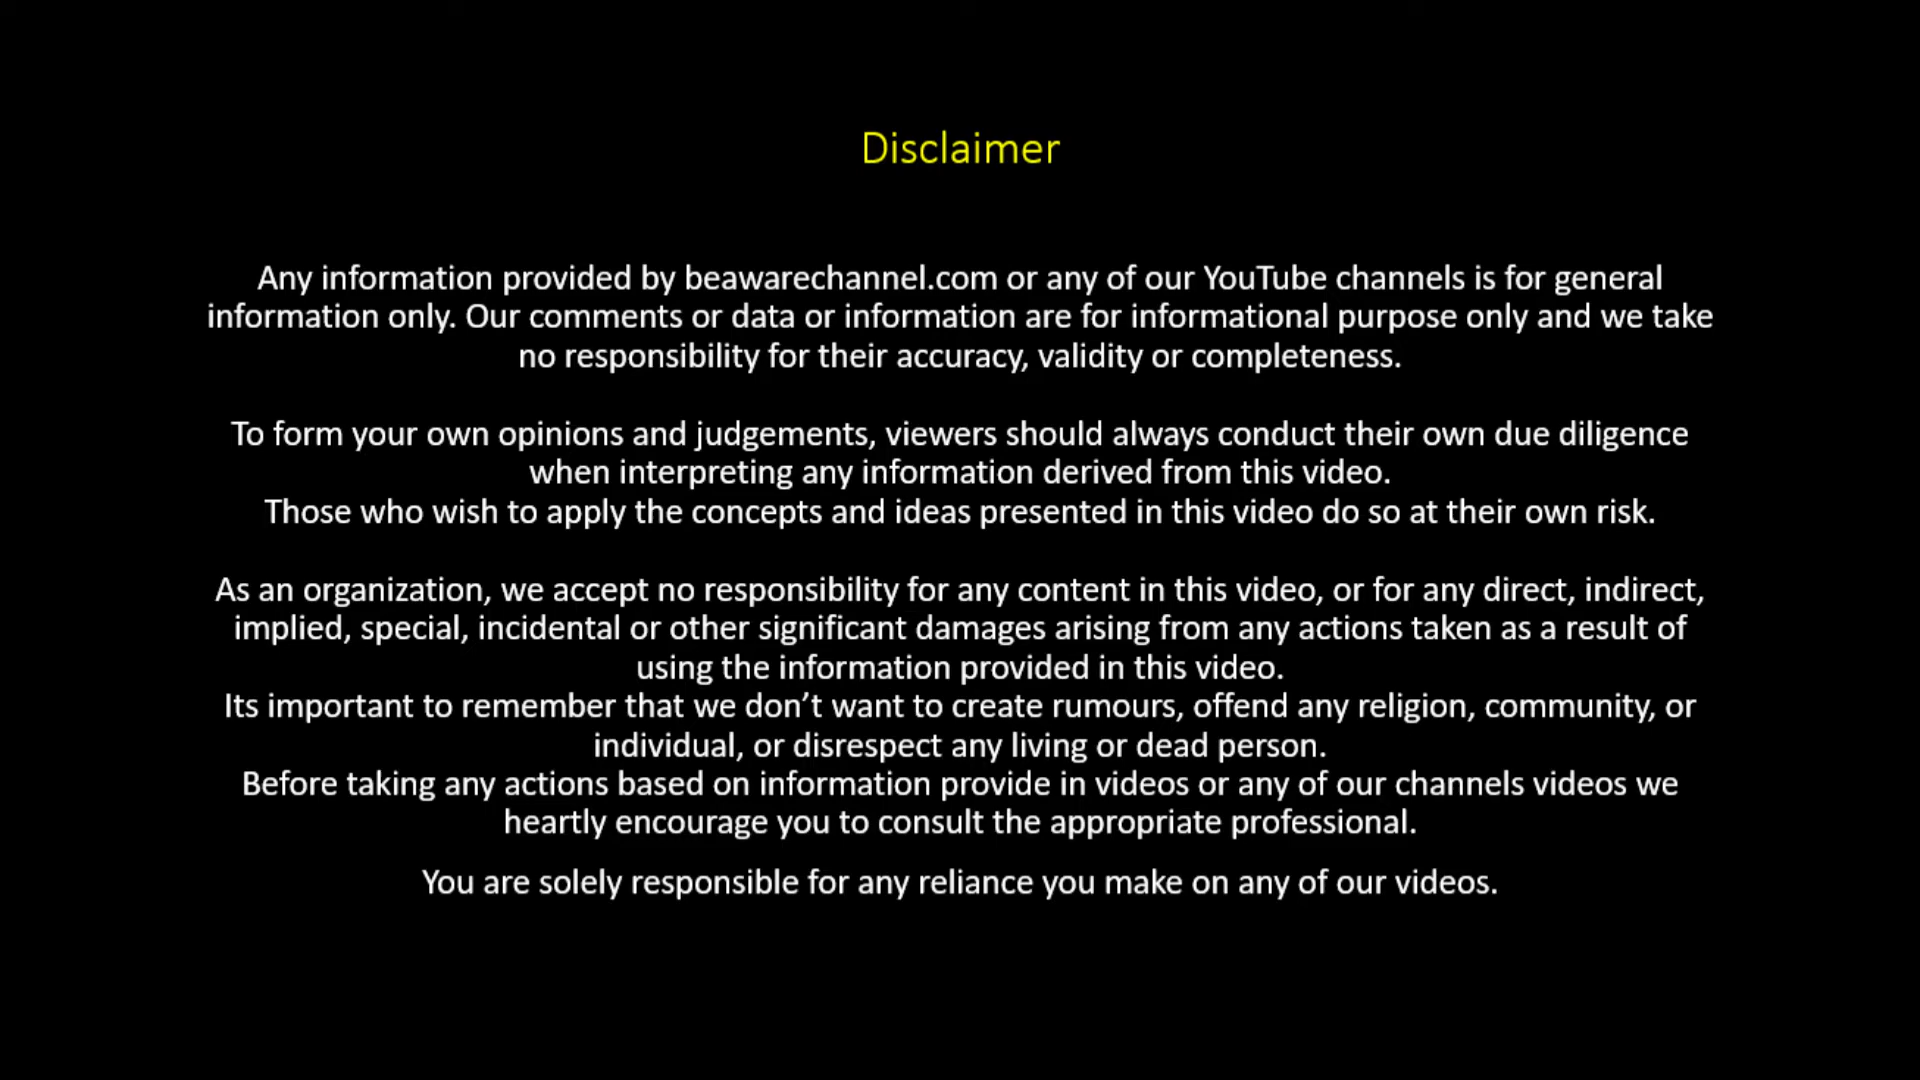 Disclaimer
Any information provided by beawarechannel.com or any of our YouTube channels is for general
information only. Our comments or data or information are for informational purpose only and we take
no responsibility for their accuracy, validity or completeness.
To form your own opinions and judgements, viewers should always conduct their own due diligence
when interpreting any information derived from this video.
Those who wish to apply the concepts and ideas presented in this video do so at their own risk.
As an organization, we accept no responsibility for any content in this video, or for any direct, indirect,
implied, special, incidental or other significant damages arising from any actions taken as a result of
using the information provided in this video.
Its important to remember that we don’t want to create rumours, offend any religion, community, or
individual, or disrespect any living or dead person.
Before taking any actions based on information provide in videos or any of our channels videos we
heartly encourage you to consult the appropriate professional.
You are solely responsible for any reliance you make on any of our videos.